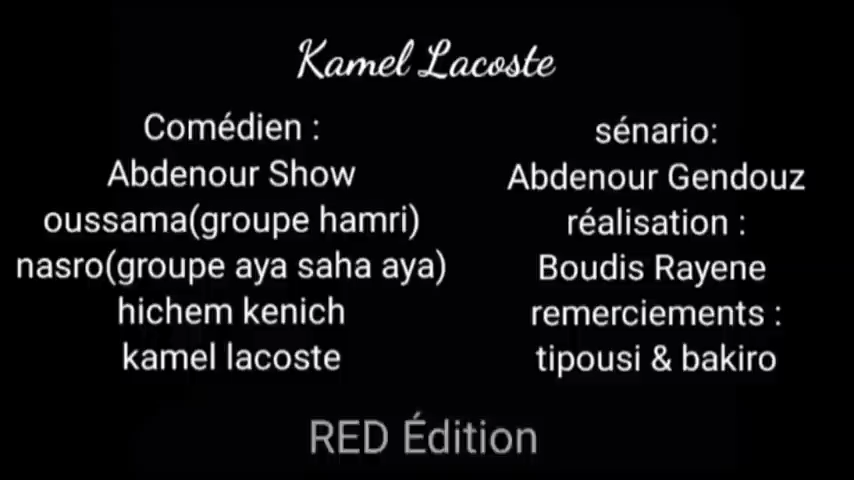 Kamel Lacoste
Comédien :
Abdenour Show
oussama(groupe hamri)
nasro(groupe aya saha aya)
hichem kenich
kamel lacoste
sénario:
Abdenour Gendouz
réalisation :
Boudis Rayene
remerciements :
tipousi & bakiro
RED Édition